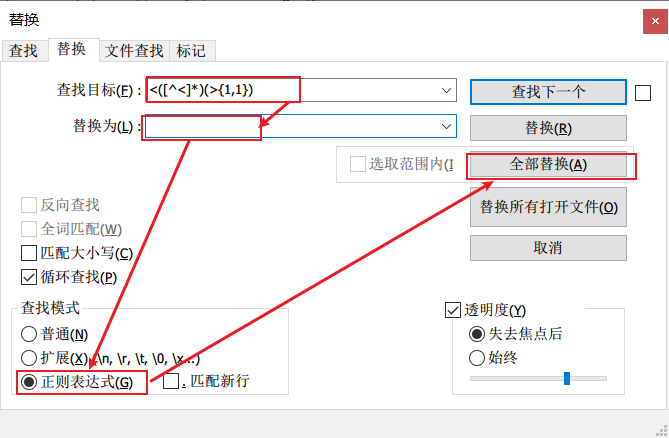 替换
查找 替换 文件查找 标记
查找目标(F) : <([^<]*)(>{1,1}) 查找下一个
替换为(L) : 替换(R)
选取范围内(I 全部替换(A)
反向查找 替换所有打开文件(O)
全词匹配(W)
匹配大小写(C) 取消
循环查找(P)
查找模式 透明度(Y)
普通(N) 失去焦点后
扩展(X) \n, \r, \t, \0, \x...) 始终
正则表达式(G) . 匹配新行